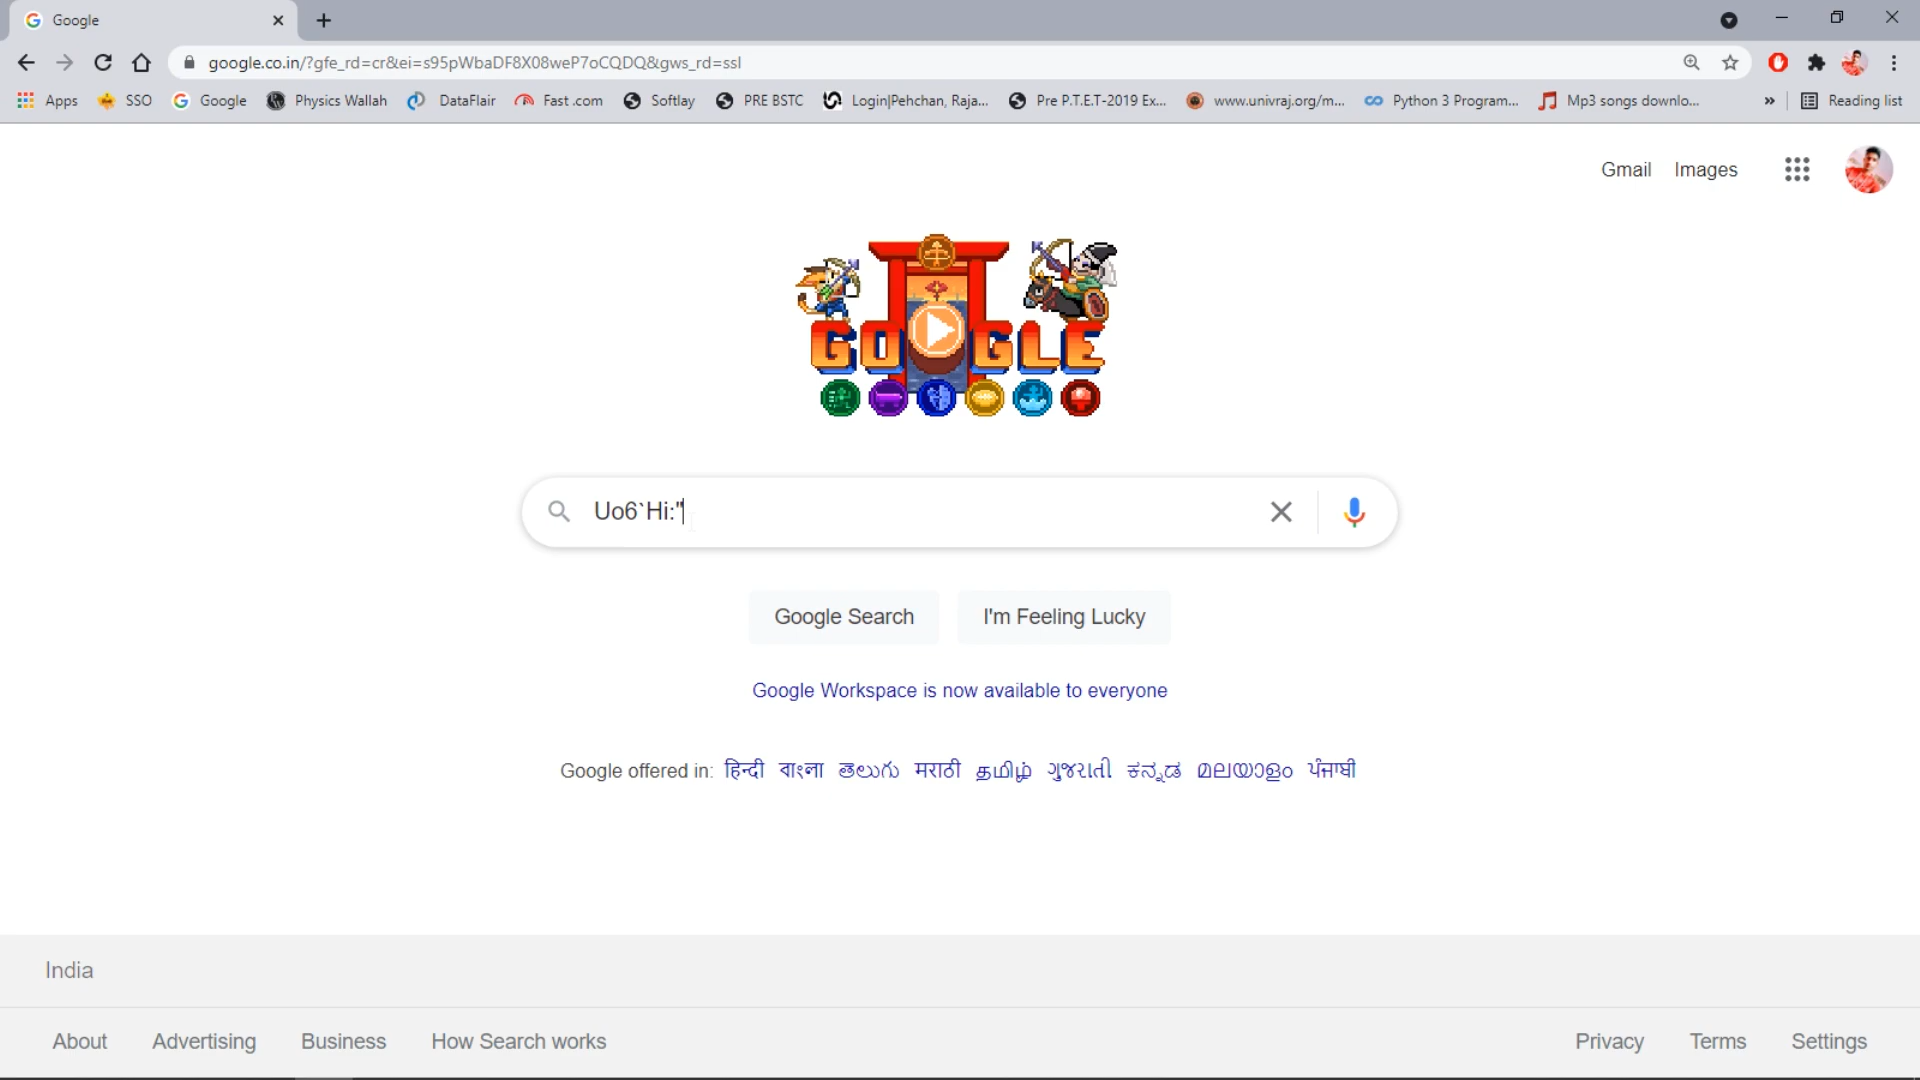 Google
google.co.in/?gfe_rd=cr&ei=s95pWbaDF8X08weP7oCQDQ&gws_rd=ssl
Apps SSO Google Physics Wallah DataFlair Fast .com Softlay PRE BSTC Login|Pehchan, Raja... Pre P.T.E.T-2019 Ex... www.univraj.org/m... Python 3 Program... Mp3 songs downlo... » Reading list
Gmail Images
GOOGLE
Uo6`Hi:"
Google Search I'm Feeling Lucky
Google Workspace is now available to everyone
Google offered in: हिन्दी বাংলা తెలుగు मराठी தமிழ் ગુજરાતી ಕನ್ನಡ മലയാളം ਪੰਜਾਬੀ
India
About Advertising Business How Search works Privacy Terms Settings